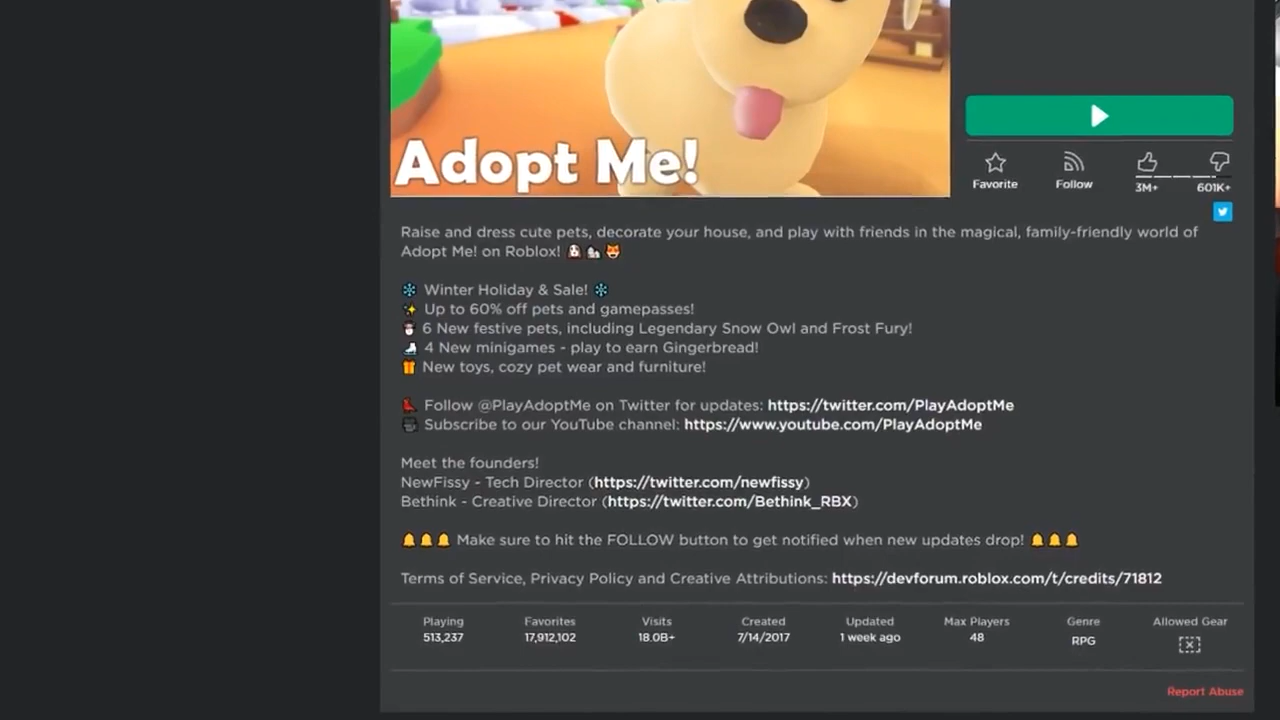 Adopt Me!
Favorite
Follow
3M+
601K+
Raise and dress cute pets, decorate your house, and play with friends in the magical, family-friendly world of
Adopt Me! on Roblox! 🐶🐩😻
❄️ Winter Holiday & Sale! ❄️
✨ Up to 60% off pets and gamepasses!
⛄ 6 New festive pets, including Legendary Snow Owl and Frost Fury!
⛸️ 4 New minigames - play to earn Gingerbread!
🎁 New toys, cozy pet wear and furniture!
Follow @PlayAdoptMe on Twitter for updates: https://twitter.com/PlayAdoptMe
Subscribe to our YouTube channel: https://www.youtube.com/PlayAdoptMe
Meet the founders!
NewFissy - Tech Director (https://twitter.com/newfissy)
Bethink - Creative Director (https://twitter.com/Bethink_RBX)
🔔🔔🔔 Make sure to hit the FOLLOW button to get notified when new updates drop! 🔔🔔🔔
Terms of Service, Privacy Policy and Creative Attributions: https://devforum.roblox.com/t/credits/71812
Playing Favorites Visits Created Updated Max Players Genre Allowed Gear
513,237 17,912,102 18.0B+ 7/14/2017 1 week ago 48 RPG
Report Abuse